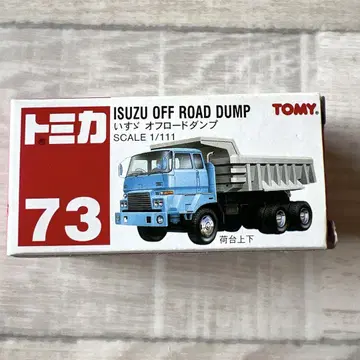 トミカ
73
ISUZU OFF ROAD DUMP
いすゞ オフロードダンプ
SCALE 1/111
TOMY
荷台上下